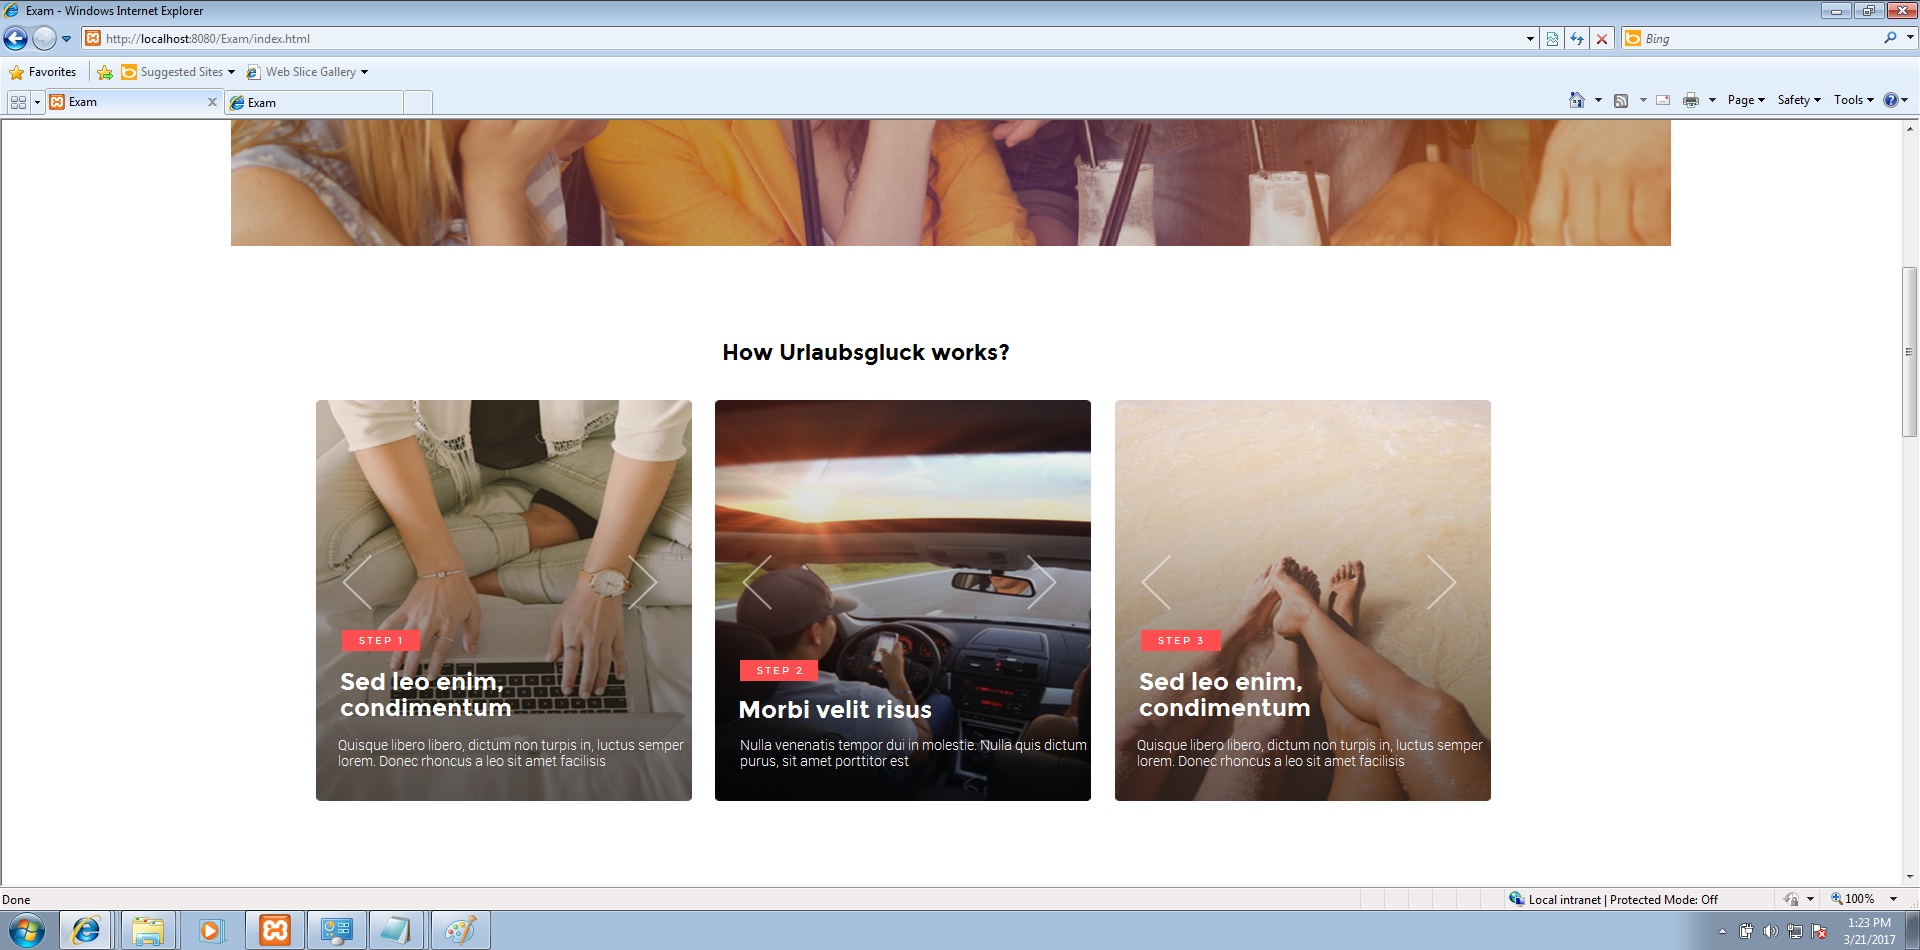 Exam - Windows Internet Explorer
http://localhost:8080/Exam/index.html
Bing
Favorites
Suggested Sites
Web Slice Gallery
Exam
Exam
Page
Safety
Tools
How Urlaubsgluck works?
STEP 1
Sed leo enim,
condimentum
Quisque libero libero, dictum non turpis in, luctus semper
lorem. Donec rhoncus a leo sit amet facilisis
STEP 2
Morbi velit risus
Nulla venenatis tempor dui in molestie. Nulla quis dictum
purus, sit amet porttitor est
STEP 3
Sed leo enim,
condimentum
Quisque libero libero, dictum non turpis in, luctus semper
lorem. Donec rhoncus a leo sit amet facilisis
Done
Local intranet | Protected Mode: Off
100%
1:23 PM
3/21/2017